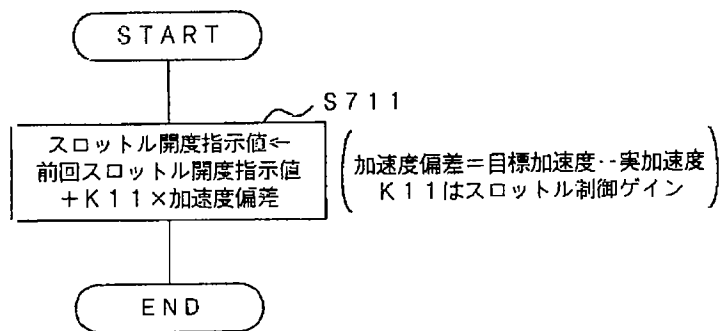 START
S711
スロットル開度指示値←
前回スロットル開度指示値
+K11×加速度偏差
加速度偏差=目標加速度--実加速度
K11はスロットル制御ゲイン
END